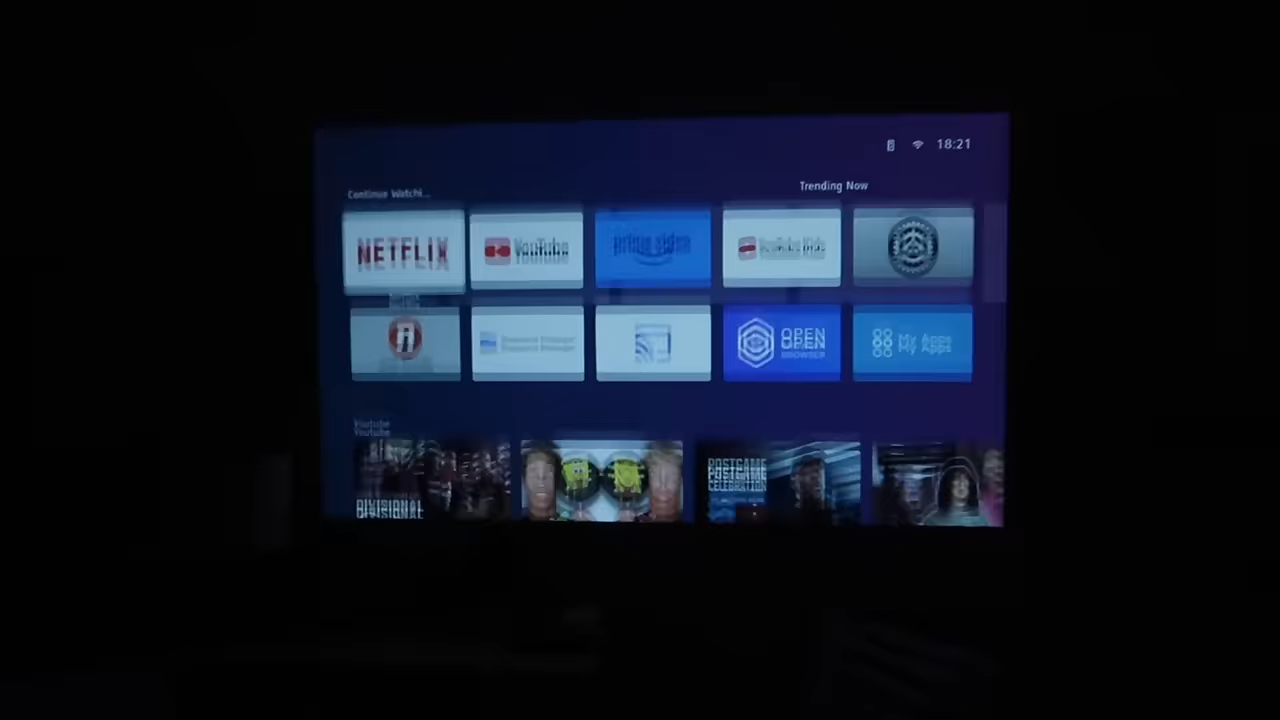 18:21
Continue Watchi...
Trending Now
NETFLIX
YouTube
prime video
YouTube Kids
OPEN
BROWSER
My Apps
Youtube
DIVISIONAL
POSTGAME
CELEBRATION